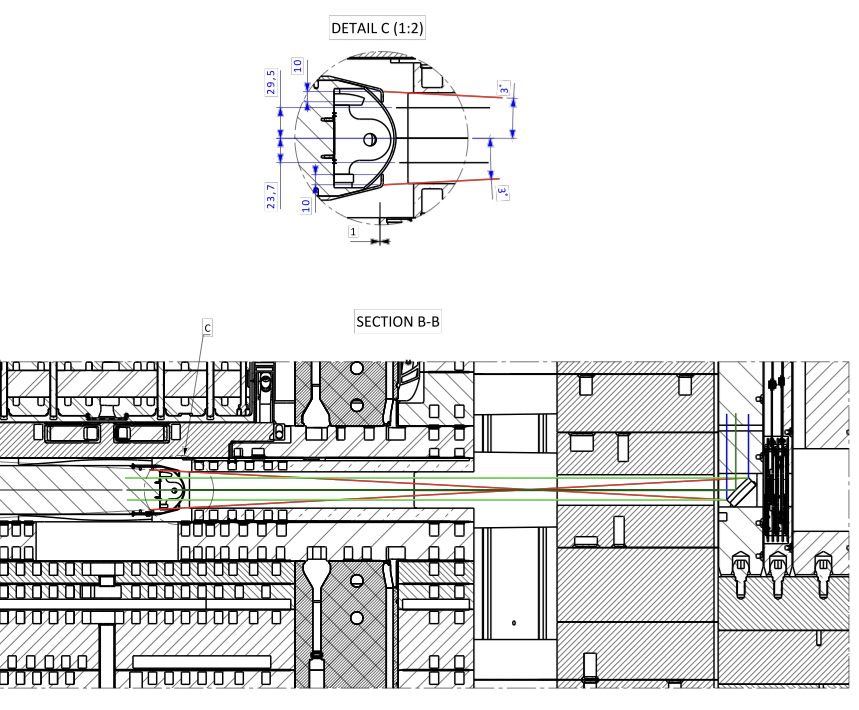 DETAIL C (1:2)
10
29,5
3°
23,7
10
3°
1
SECTION B-B
C